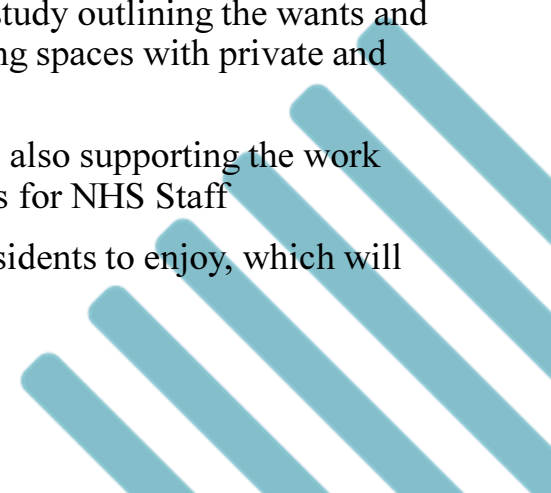 study outlining the wants and
ng spaces with private and
also supporting the work
s for NHS Staff
sidents to enjoy, which will